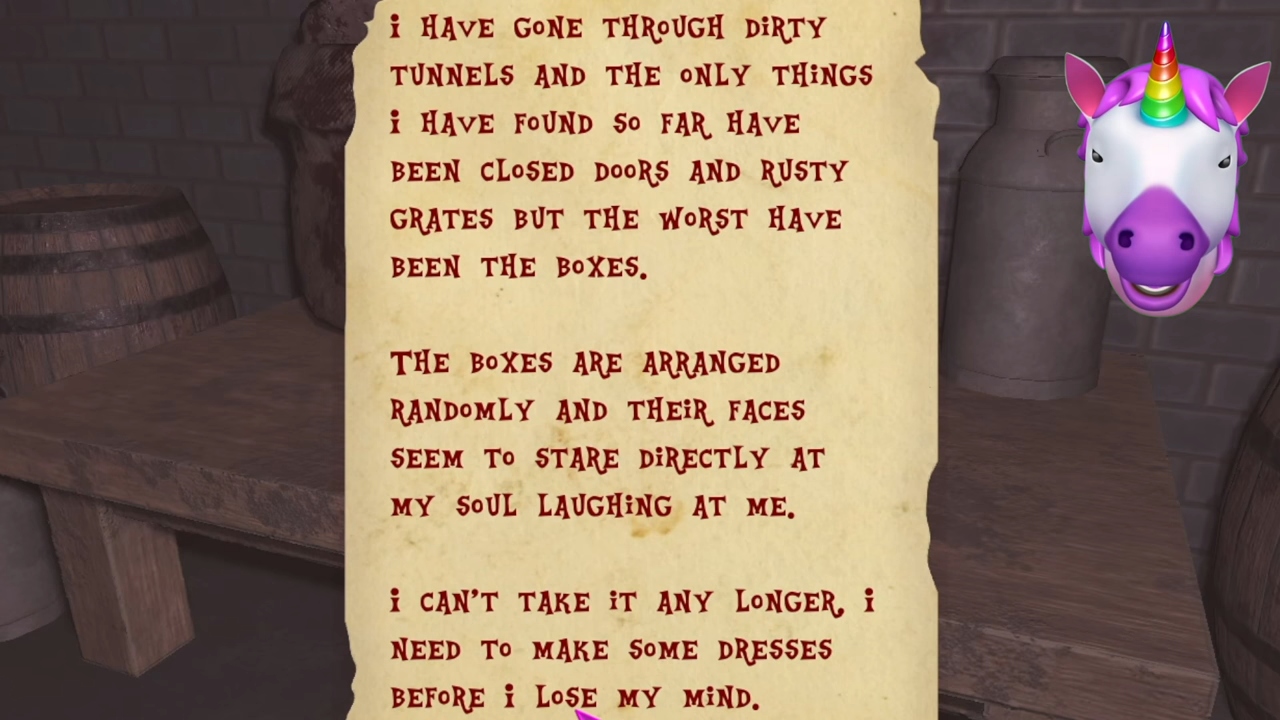 i HAVE GONE THROUGH DiRTY
TUNNELS AND THE ONLY THiNGS
i HAVE FOUND SO FAR HAVE
BEEN CLOSED DOORS AND RUSTY
GRATES BUT THE WORST HAVE
BEEN THE BOXES.
THE BOXES ARE ARRANGED
RANDOMLY AND THEiR FACES
SEEM TO STARE DiRECTLY AT
MY SOUL LAUGHiNG AT ME.
i CAN'T TAKE iT ANY LONGER, i
NEED TO MAKE SOME DRESSES
BEFORE i LOSE MY MiND.